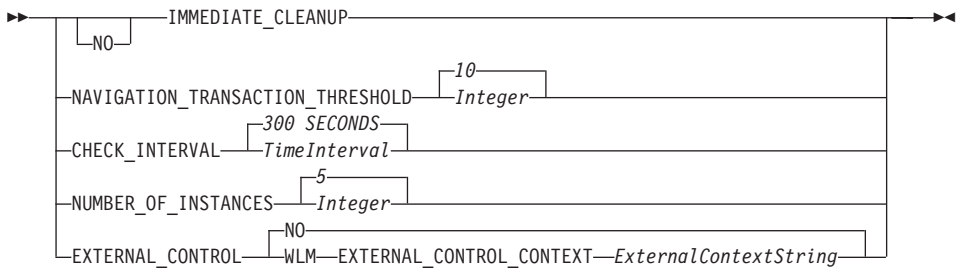 IMMEDIATE_CLEANUP
NO
10
NAVIGATION_TRANSACTION_THRESHOLD Integer
300 SECONDS
CHECK_INTERVAL TimeInterval
5
NUMBER_OF_INSTANCES Integer
NO
EXTERNAL_CONTROL WLM EXTERNAL_CONTROL_CONTEXT ExternalContextString